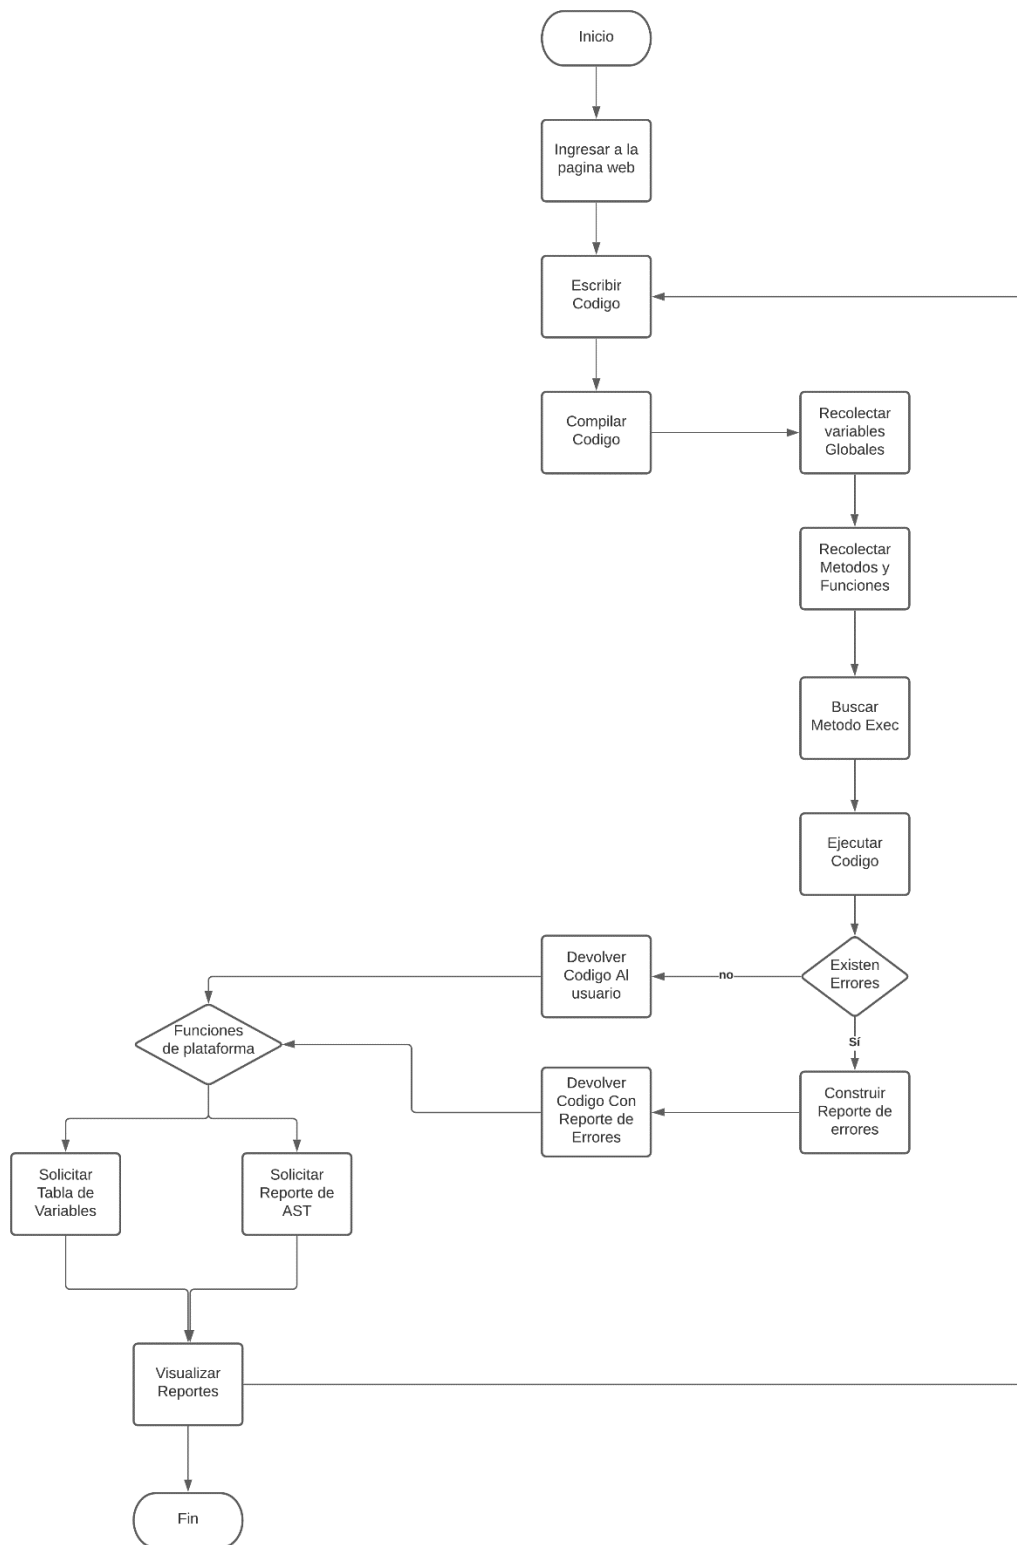 Inicio
Ingresar a la
pagina web
Escribir
Codigo
Compilar
Codigo
Recolectar
variables
Globales
Recolectar
Metodos y
Funciones
Buscar
Metodo Exec
Ejecutar
Codigo
Existen
Errores
no
Devolver
Codigo Al
usuario
Sí
Construir
Reporte de
errores
Devolver
Codigo Con
Reporte de
Errores
Funciones
de plataforma
Solicitar
Tabla de
Variables
Solicitar
Reporte de
AST
Visualizar
Reportes
Fin